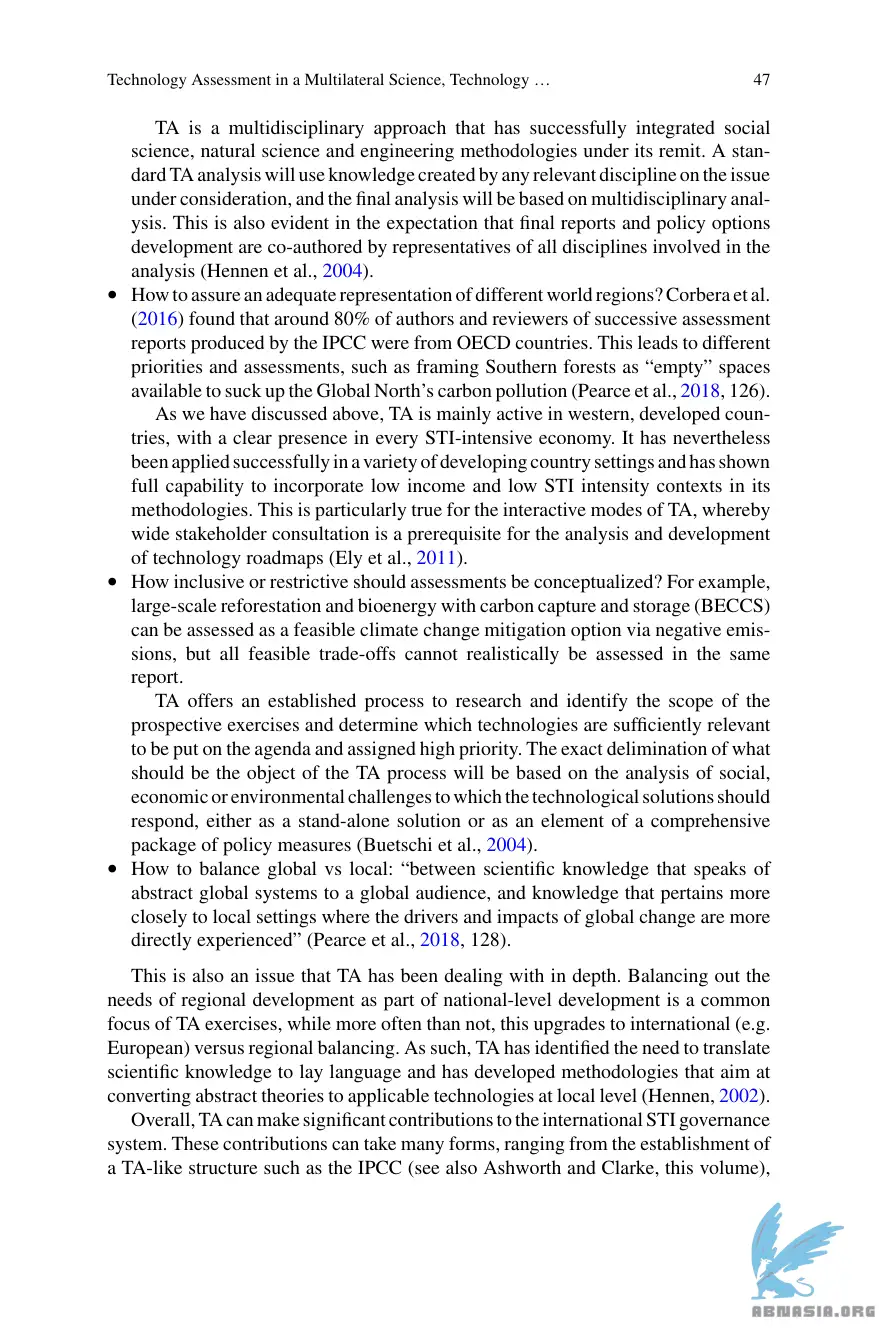 Technology Assessment in a Multilateral Science, Technology … 47
TA is a multidisciplinary approach that has successfully integrated social
science, natural science and engineering methodologies under its remit. A stan-
dard TA analysis will use knowledge created by any relevant discipline on the issue
under consideration, and the final analysis will be based on multidisciplinary anal-
ysis. This is also evident in the expectation that final reports and policy options
development are co-authored by representatives of all disciplines involved in the
analysis (Hennen et al., 2004).
• How to assure an adequate representation of different world regions? Corbera et al.
(2016) found that around 80% of authors and reviewers of successive assessment
reports produced by the IPCC were from OECD countries. This leads to different
priorities and assessments, such as framing Southern forests as “empty” spaces
available to suck up the Global North’s carbon pollution (Pearce et al., 2018, 126).
As we have discussed above, TA is mainly active in western, developed coun-
tries, with a clear presence in every STI-intensive economy. It has nevertheless
been applied successfully in a variety of developing country settings and has shown
full capability to incorporate low income and low STI intensity contexts in its
methodologies. This is particularly true for the interactive modes of TA, whereby
wide stakeholder consultation is a prerequisite for the analysis and development
of technology roadmaps (Ely et al., 2011).
• How inclusive or restrictive should assessments be conceptualized? For example,
large-scale reforestation and bioenergy with carbon capture and storage (BECCS)
can be assessed as a feasible climate change mitigation option via negative emis-
sions, but all feasible trade-offs cannot realistically be assessed in the same
report.
TA offers an established process to research and identify the scope of the
prospective exercises and determine which technologies are sufficiently relevant
to be put on the agenda and assigned high priority. The exact delimination of what
should be the object of the TA process will be based on the analysis of social,
economic or environmental challenges to which the technological solutions should
respond, either as a stand-alone solution or as an element of a comprehensive
package of policy measures (Buetschi et al., 2004).
• How to balance global vs local: “between scientific knowledge that speaks of
abstract global systems to a global audience, and knowledge that pertains more
closely to local settings where the drivers and impacts of global change are more
directly experienced” (Pearce et al., 2018, 128).
This is also an issue that TA has been dealing with in depth. Balancing out the
needs of regional development as part of national-level development is a common
focus of TA exercises, while more often than not, this upgrades to international (e.g.
European) versus regional balancing. As such, TA has identified the need to translate
scientific knowledge to lay language and has developed methodologies that aim at
converting abstract theories to applicable technologies at local level (Hennen, 2002).
Overall, TA can make significant contributions to the international STI governance
system. These contributions can take many forms, ranging from the establishment of
a TA-like structure such as the IPCC (see also Ashworth and Clarke, this volume),
ABNASIA.ORG